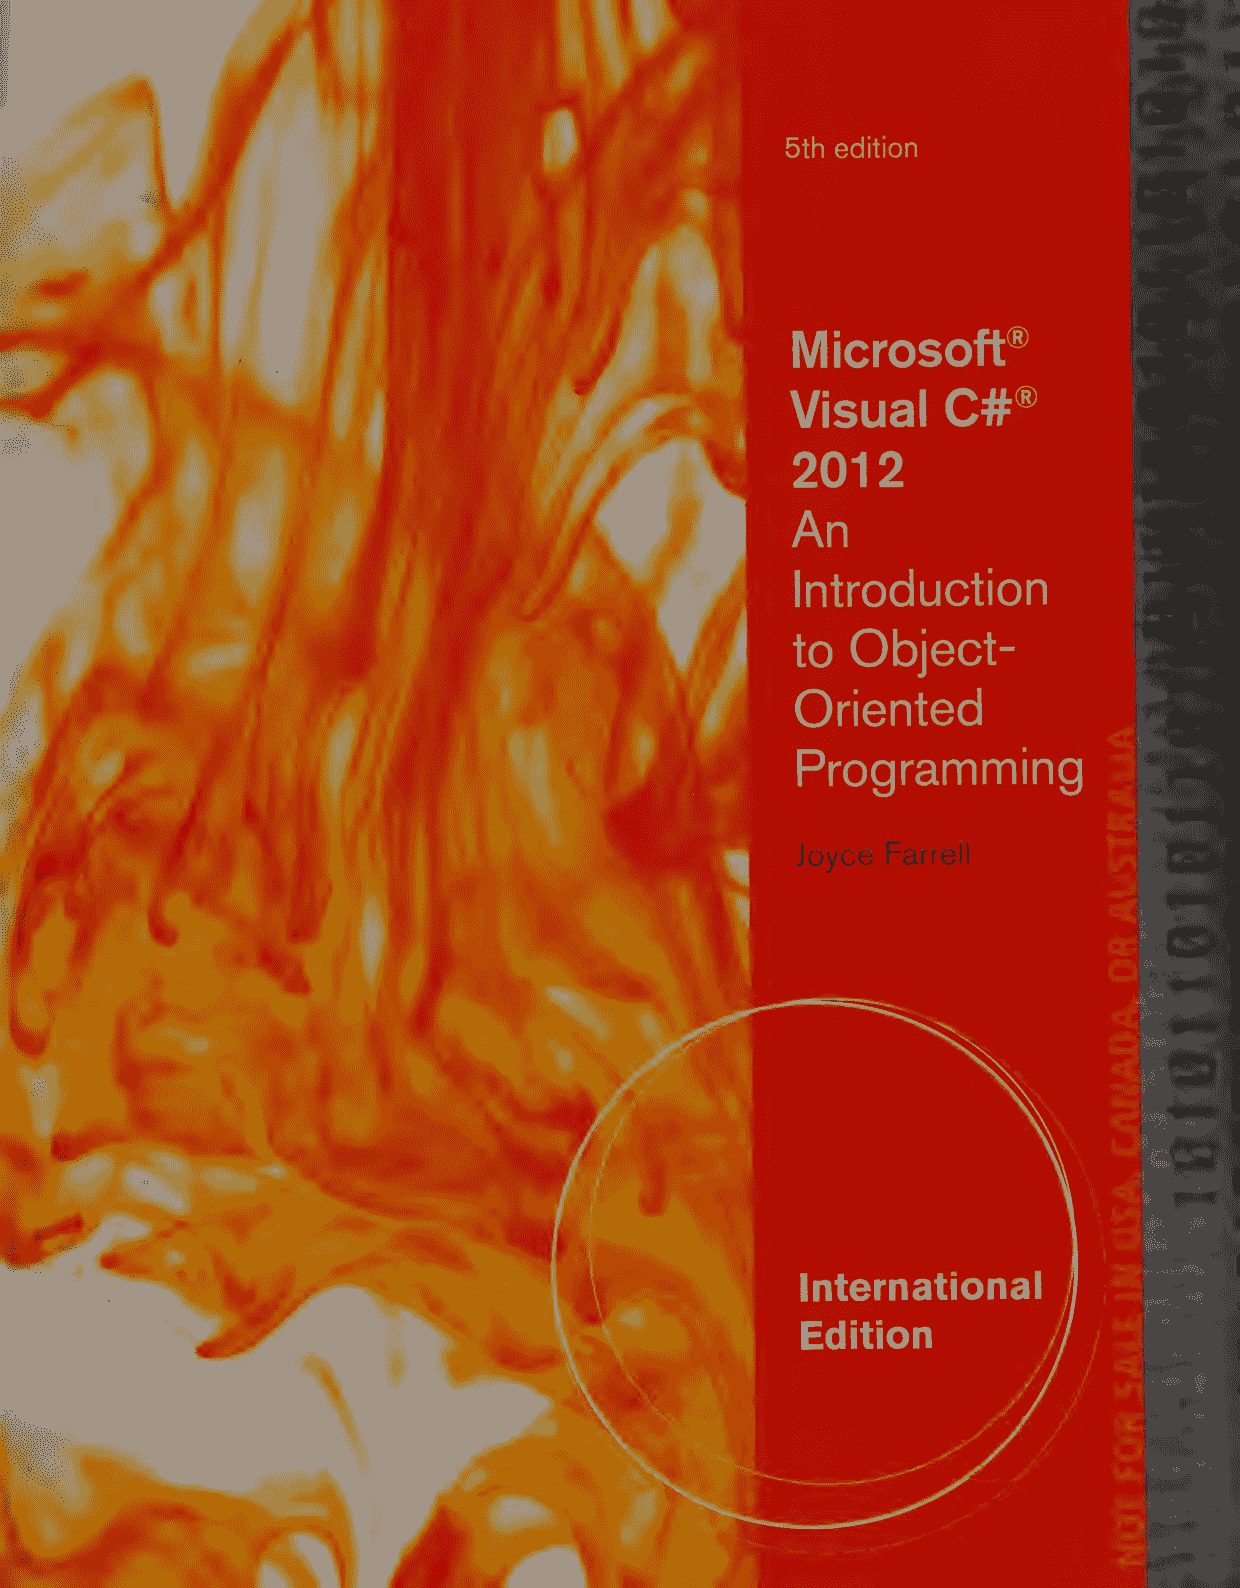 5th edition
Microsoft®
Visual C#®
2012
An
Introduction
to Object-
Oriented
Programming
Joyce Farrell
International
Edition
NOT FOR SALE IN USA, CANADA, OR AUSTRALIA